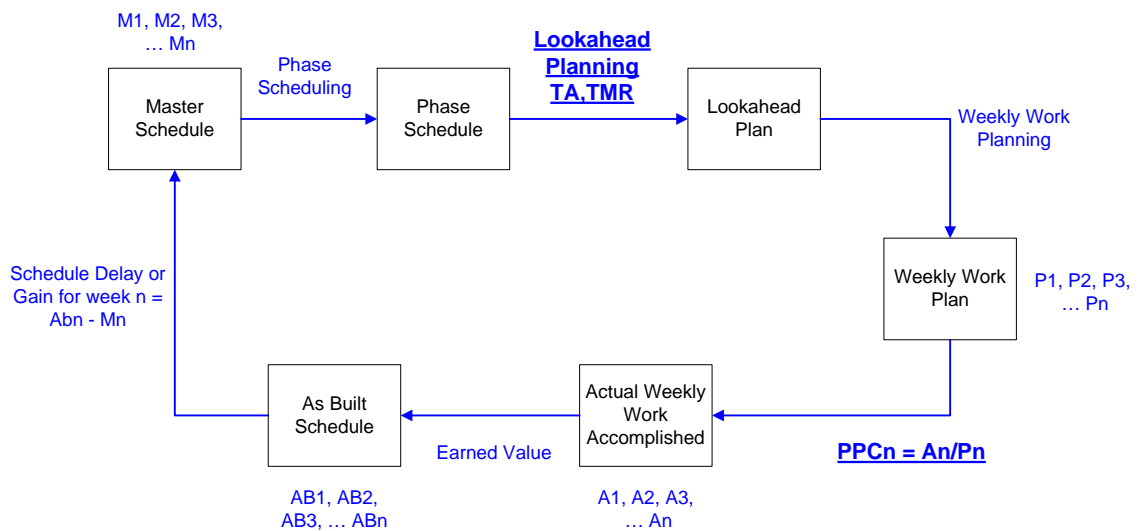 M1, M2, M3,
… Mn
Master
Schedule
Phase
Scheduling
Phase
Schedule
Lookahead
Planning
TA,TMR
Lookahead
Plan
Weekly Work
Planning
Weekly Work
Plan
P1, P2, P3,
… Pn
PPCn = An/Pn
Actual Weekly
Work
Accomplished
A1, A2, A3,
… An
Earned Value
As Built
Schedule
AB1, AB2,
AB3, … ABn
Schedule Delay or
Gain for week n =
Abn - Mn